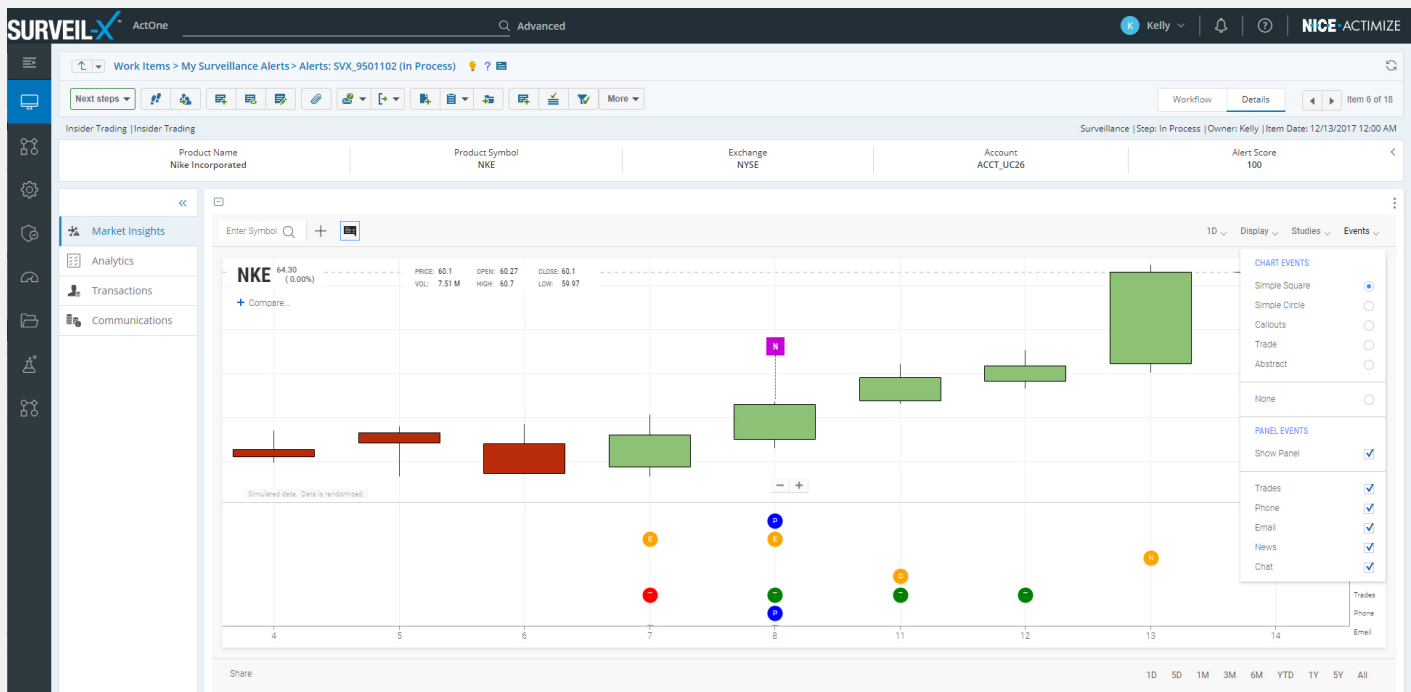 SURVEIL-X™ ActOne Advanced K Kelly ? NICE·ACTIMIZE
Work Items > My Surveillance Alerts> Alerts: SVX_9501102 (In Process) ?
Next steps More Workflow Details Item 6 of 18
Insider Trading |Insider Trading Surveillance |Step: In Process |Owner: Kelly |Item Date: 12/13/2017 12:00 AM
Product Name Product Symbol Exchange Account Alert Score
Nike Incorporated NKE NYSE ACCT_UC26 100
Market Insights
Analytics
Transactions
Communications
Enter Symbol 1D Display Studies Events
NKE 64.30 (0.00%)
PRICE: 60.1 OPEN: 60.27 CLOSE: 60.1
VOL: 7.51 M HIGH: 60.7 LOW: 59.97
+ Compare...
CHART EVENTS
Simple Square
Simple Circle
Callouts
Trade
Abstract
None
PANEL EVENTS
Show Panel
Trades
Phone
Email
News
Chat
N
Simulated data. Data is randomized.
P
E E
N
O
T T T T
P
Trades
Phone
Email
4 5 6 7 8 11 12 13 14
Share 1D 5D 1M 3M 6M YTD 1Y 5Y All